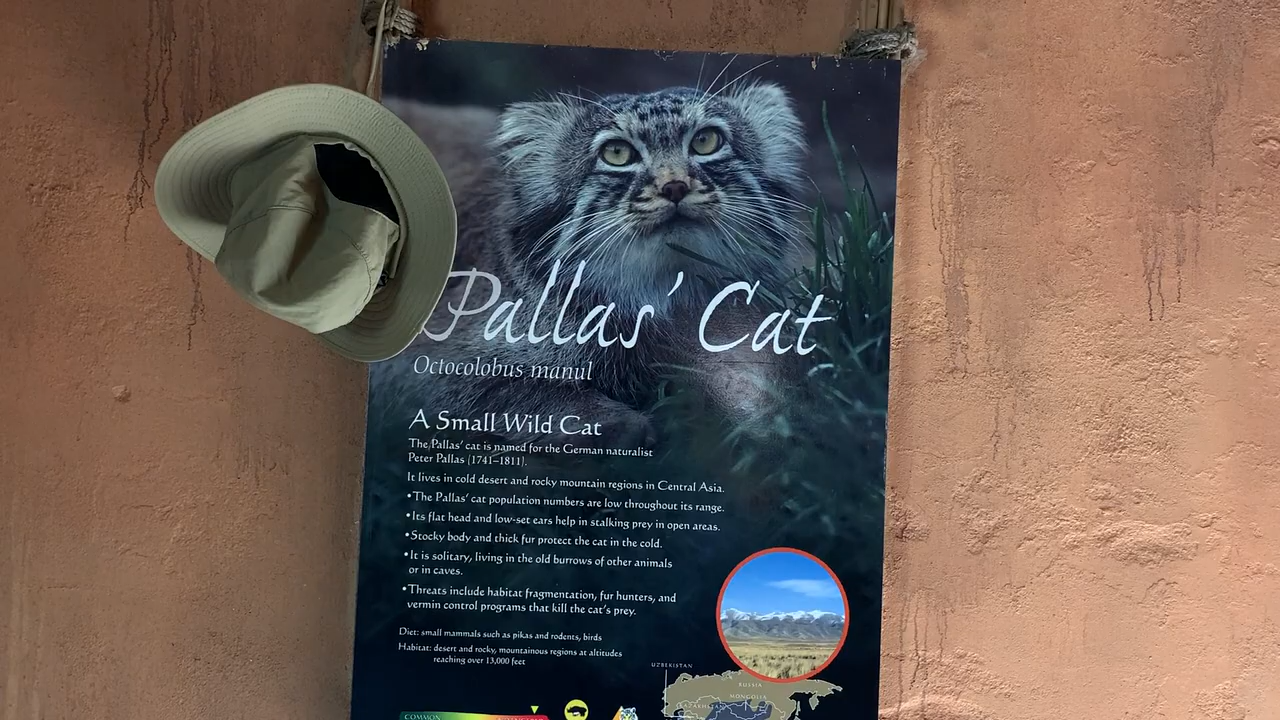 Pallas' Cat
Octocolobus manul
A Small Wild Cat
The Pallas' cat is named for the German naturalist
Peter Pallas (1741–1811).
It lives in cold desert and rocky mountain regions in Central Asia.
•The Pallas' cat population numbers are low throughout its range.
•Its flat head and low-set ears help in stalking prey in open areas.
•Stocky body and thick fur protect the cat in the cold.
•It is solitary, living in the old burrows of other animals
or in caves.
•Threats include habitat fragmentation, fur hunters, and
vermin control programs that kill the cat's prey.
Diet: small mammals such as pikas and rodents, birds
Habitat: desert and rocky, mountainous regions at altitudes
reaching over 13,000 feet
UZBEKISTAN
RUSSIA
MONGOLIA
KAZAKHSTAN
COMMON